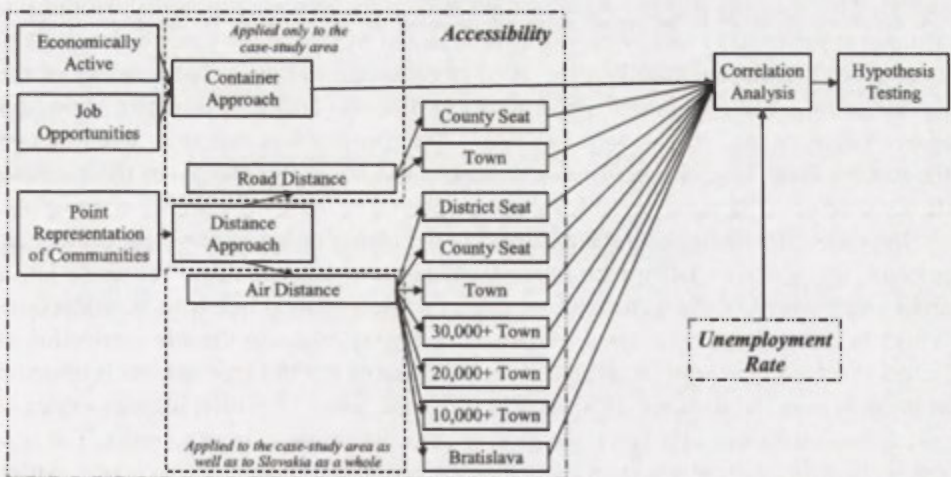 Economically
Active
Job
Opportunities
Point
Representation
of Communities
Applied only to the
case-study area
Container
Approach
Road Distance
Distance
Approach
Air Distance
Applied to the case-study area as
well as to Slovakia as a whole
Accessibility
County Seat
Town
District Seat
County Seat
Town
30,000+ Town
20,000+ Town
10,000+ Town
Bratislava
Correlation
Analysis
Hypothesis
Testing
Unemployment
Rate